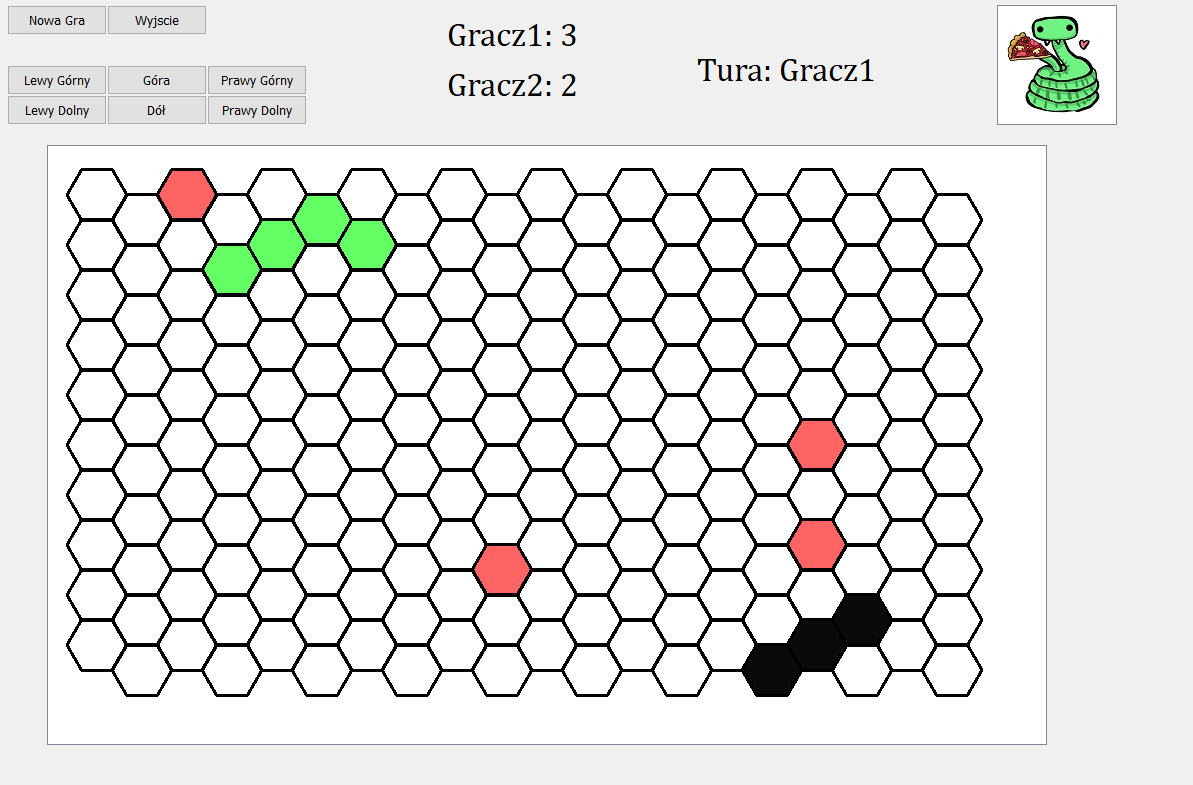 Nowa Gra Wyjscie
Lewy Górny Góra Prawy Górny
Lewy Dolny Dół Prawy Dolny
Gracz1: 3
Gracz2: 2
Tura: Gracz1